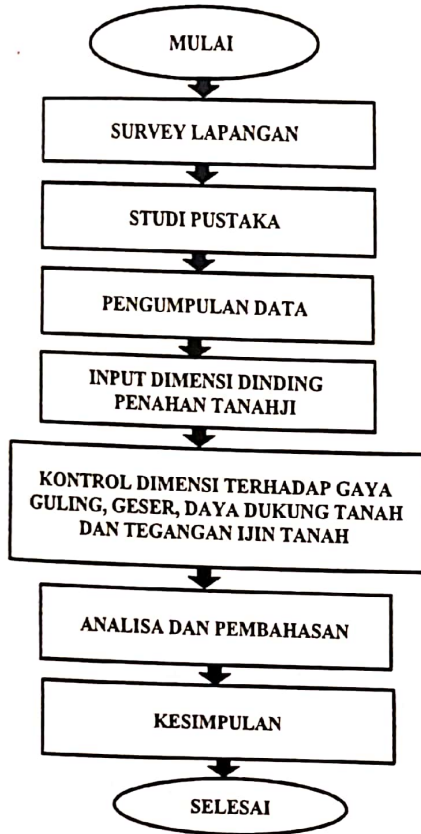 MULAI
SURVEY LAPANGAN
STUDI PUSTAKA
PENGUMPULAN DATA
INPUT DIMENSI DINDING
PENAHAN TANAHJI
KONTROL DIMENSI TERHADAP GAYA
GULING, GESER, DAYA DUKUNG TANAH
DAN TEGANGAN IJIN TANAH
ANALISA DAN PEMBAHASAN
KESIMPULAN
SELESAI